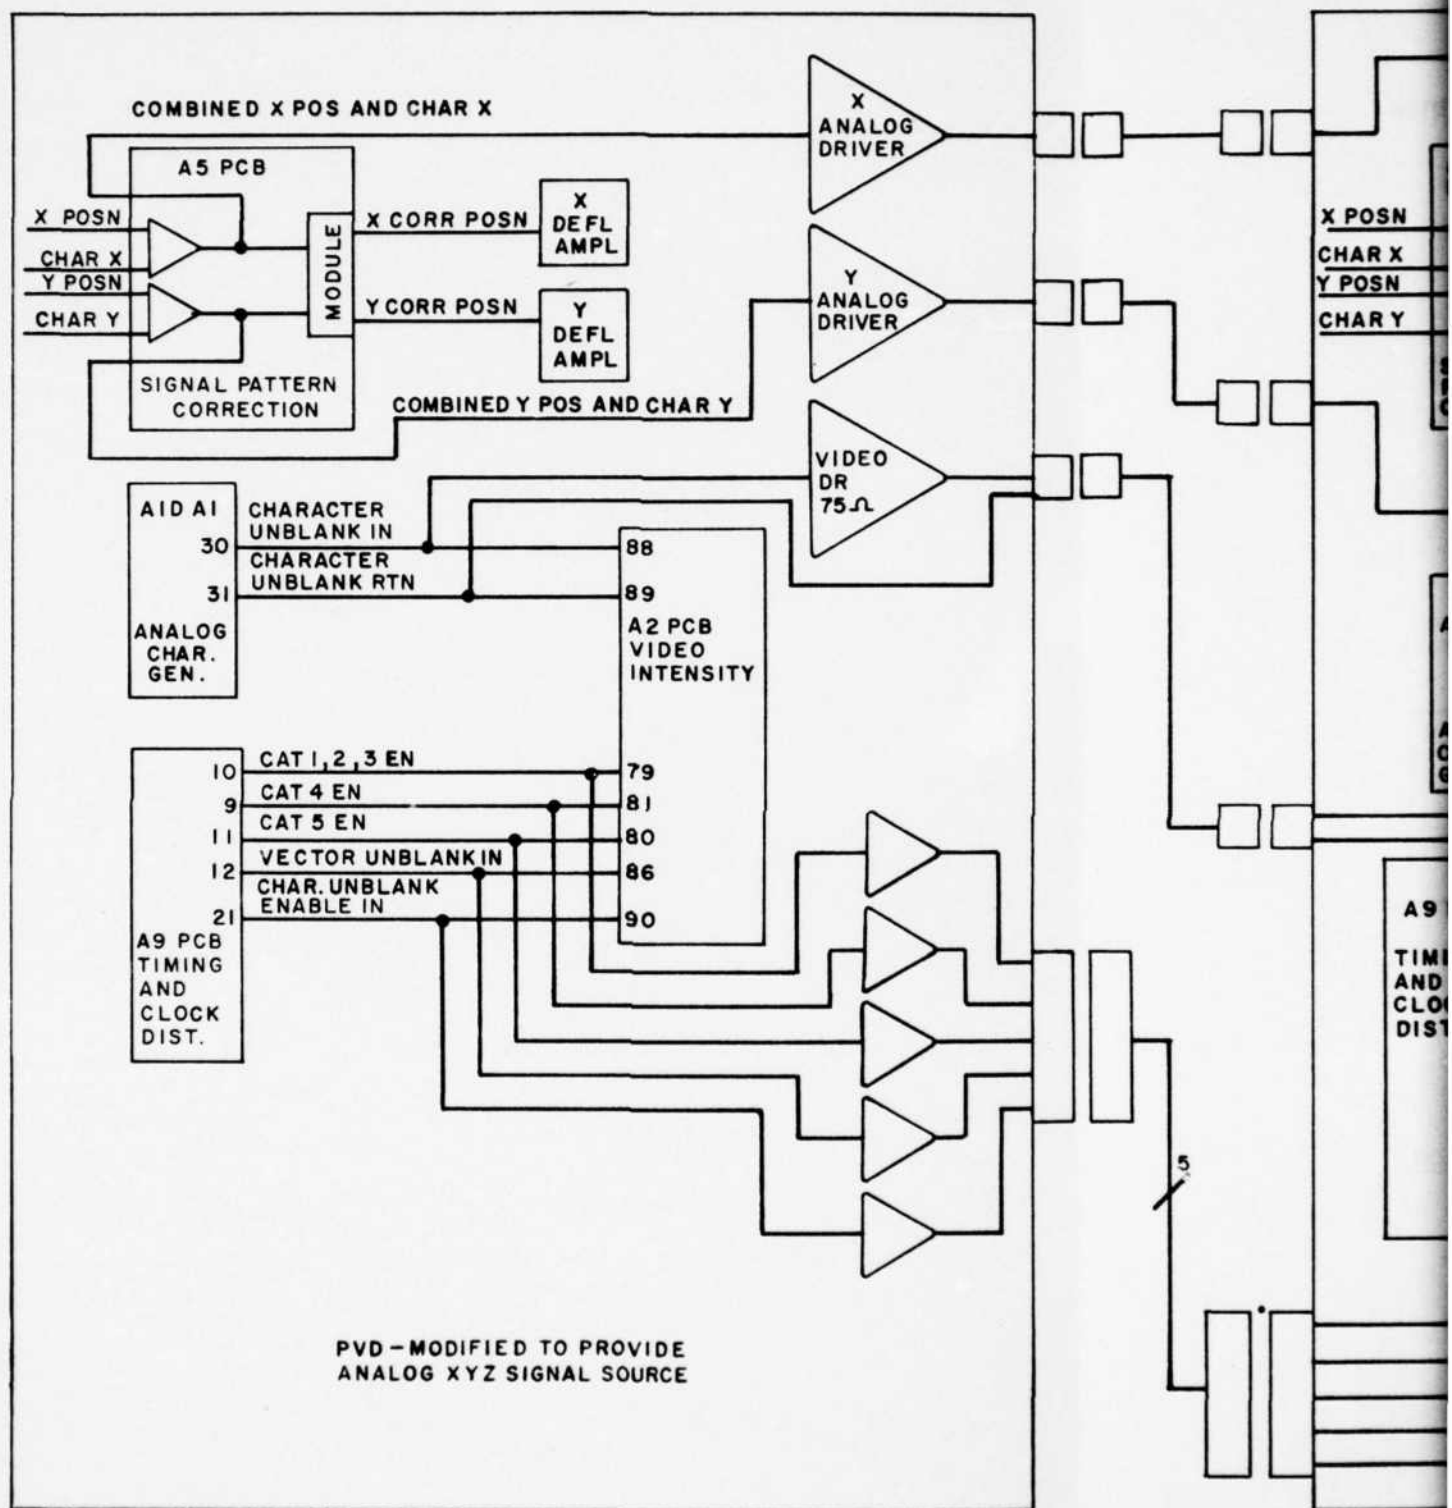 COMBINED X POS AND CHAR X
X
ANALOG
DRIVER
A5 PCB
X POSN
CHAR X
Y POSN
CHAR Y
MODULE
X CORR POSN
X
DEFL
AMPL
Y CORR POSN
Y
DEFL
AMPL
SIGNAL PATTERN
CORRECTION
Y
ANALOG
DRIVER
COMBINED Y POS AND CHAR Y
VIDEO
DR
75Ω
X POSN
CHAR X
Y POSN
CHAR Y
A1D A1
30
31
ANALOG
CHAR.
GEN.
CHARACTER
UNBLANK IN
CHARACTER
UNBLANK RTN
88
89
A2 PCB
VIDEO
INTENSITY
79
81
80
86
90
10
9
11
12
21
CAT 1, 2, 3 EN
CAT 4 EN
CAT 5 EN
VECTOR UNBLANK IN
CHAR. UNBLANK
ENABLE IN
A9 PCB
TIMING
AND
CLOCK
DIST.
5
A9
AND
PVD-MODIFIED TO PROVIDE
ANALOG XYZ SIGNAL SOURCE